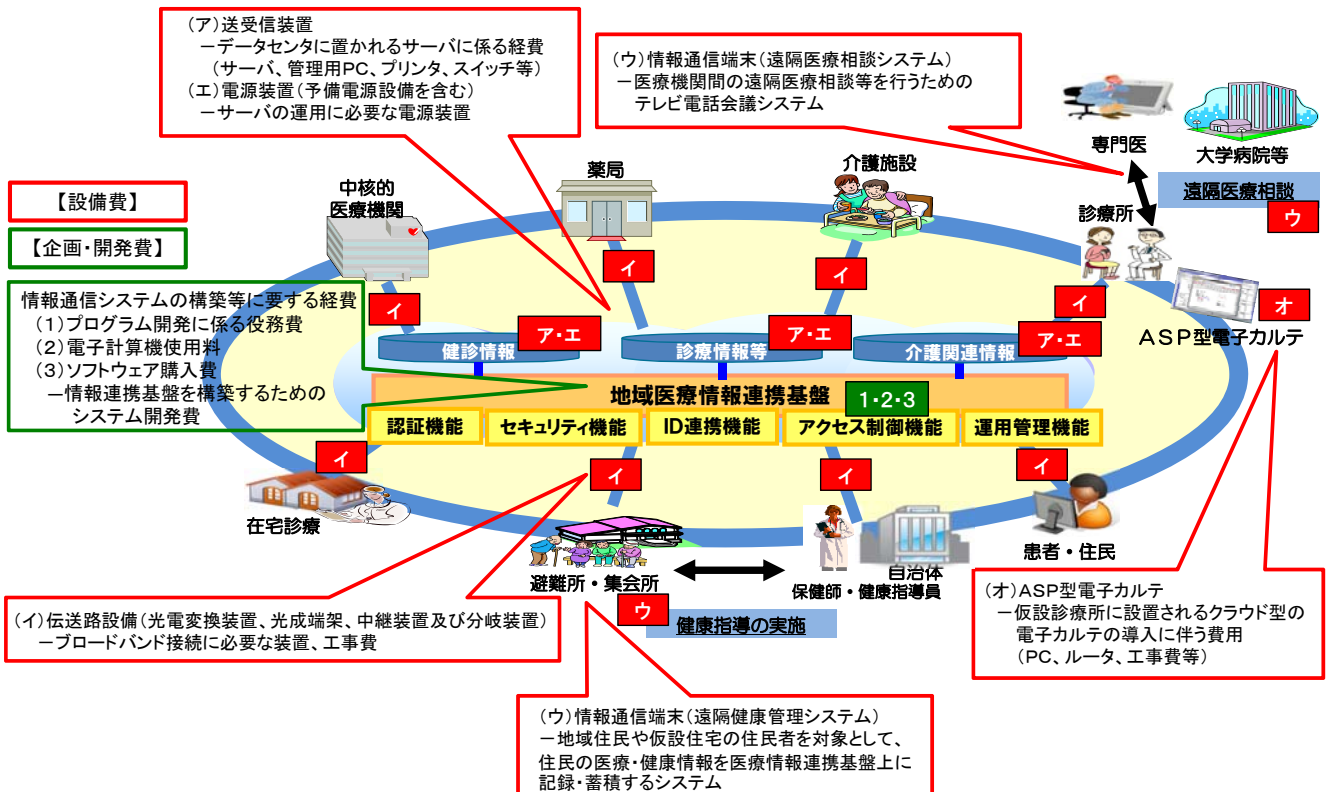 (ア)送受信装置
－データセンタに置かれるサーバに係る経費
(サーバ、管理用PC、プリンタ、スイッチ等)
(エ)電源装置(予備電源設備を含む)
－サーバの運用に必要な電源装置
(ウ)情報通信端末(遠隔医療相談システム)
－医療機関間の遠隔医療相談等を行うための
テレビ電話会議システム
専門医
大学病院等
遠隔医療相談
ウ
診療所
【設備費】
【企画・開発費】
中核的
医療機関
薬局
介護施設
イ
イ
イ
イ
オ
ASP型電子カルテ
情報通信システムの構築等に要する経費
(1)プログラム開発に係る役務費
(2)電子計算機使用料
(3)ソフトウェア購入費
－情報連携基盤を構築するための
システム開発費
ア・エ
ア・エ
ア・エ
健診情報
診療情報等
介護関連情報
地域医療情報連携基盤
1・2・3
認証機能
セキュリティ機能
ID連携機能
アクセス制御機能
運用管理機能
イ
イ
イ
イ
在宅診療
避難所・集会所
保健師・健康指導員
自治体
患者・住民
ウ
健康指導の実施
(イ)伝送路設備(光電変換装置、光成端架、中継装置及び分岐装置)
－ブロードバンド接続に必要な装置、工事費
(オ)ASP型電子カルテ
－仮設診療所に設置されるクラウド型の
電子カルテの導入に伴う費用
(PC、ルータ、工事費等)
(ウ)情報通信端末(遠隔健康管理システム)
－地域住民や仮設住宅の住民者を対象として、
住民の医療・健康情報を医療情報連携基盤上に
記録・蓄積するシステム